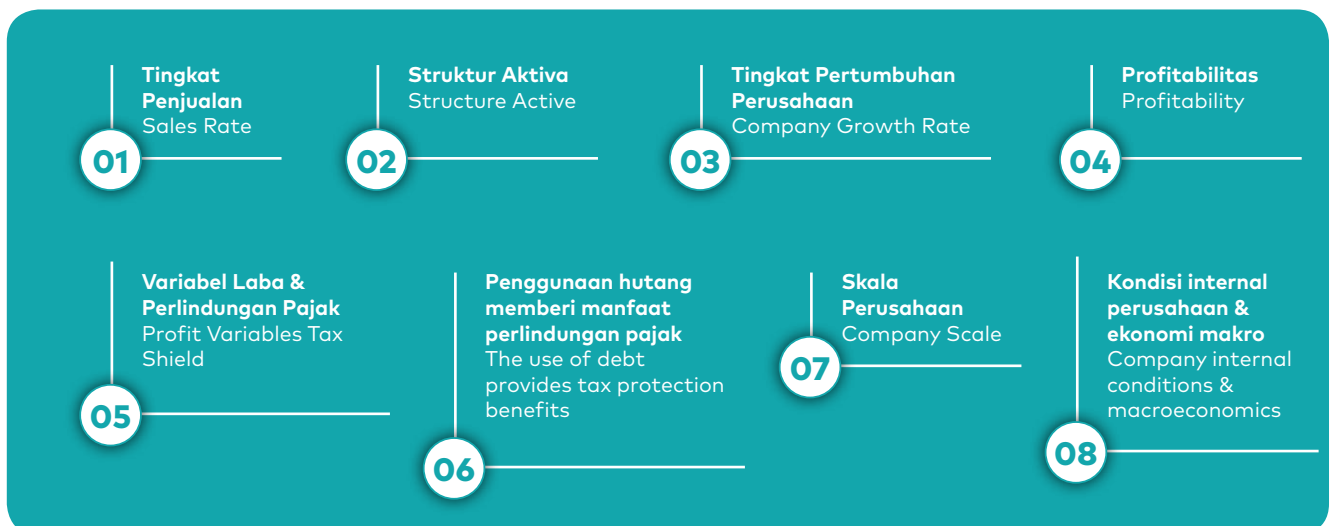 Tingkat
Penjualan
Sales Rate
01
Struktur Aktiva
Structure Active
02
Tingkat Pertumbuhan
Perusahaan
Company Growth Rate
03
Profitabilitas
Profitability
04
Variabel Laba &
Perlindungan Pajak
Profit Variables Tax
Shield
05
Penggunaan hutang
memberi manfaat
perlindungan pajak
The use of debt
provides tax protection
benefits
06
Skala
Perusahaan
Company Scale
07
Kondisi internal
perusahaan &
ekonomi makro
Company internal
conditions &
macroeconomics
08